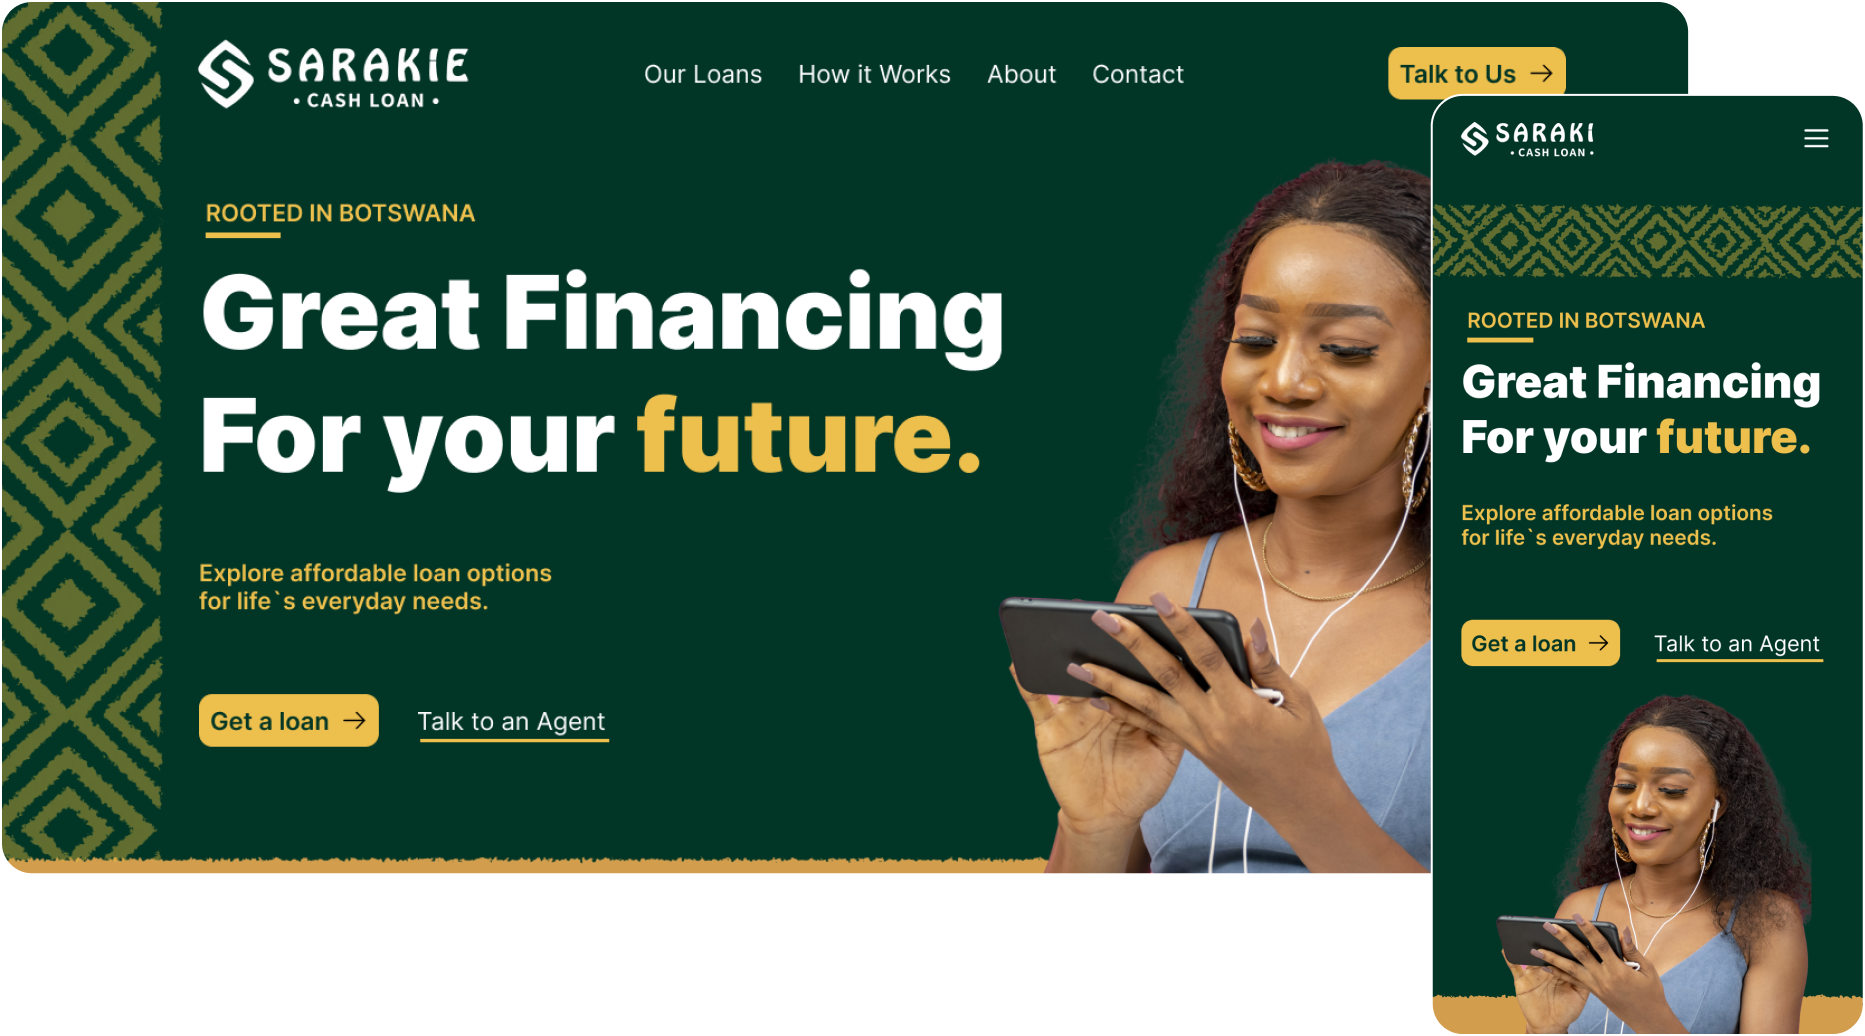 SARAKIE
• CASH LOAN •
Our Loans
How it Works
About
Contact
Talk to Us →
ROOTED IN BOTSWANA
Great Financing
For your future.
Explore affordable loan options
for life`s everyday needs.
Get a loan →
Talk to an Agent
SARAKI
• CASH LOAN •
ROOTED IN BOTSWANA
Great Financing
For your future.
Explore affordable loan options
for life`s everyday needs.
Get a loan →
Talk to an Agent